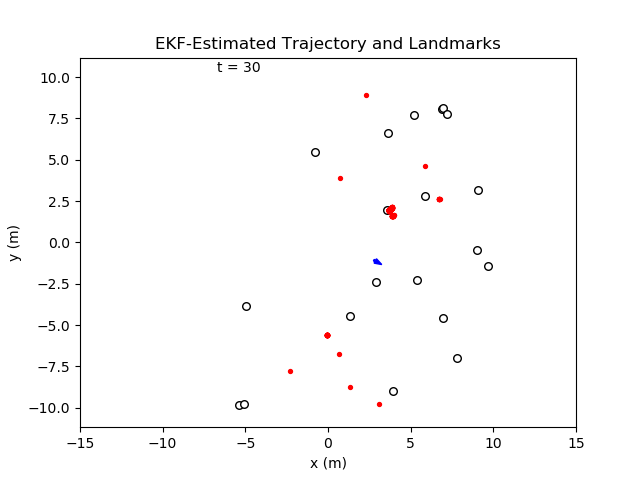 EKF-Estimated Trajectory and Landmarks
t = 30
10.0
7.5
5.0
2.5
0.0
−2.5
−5.0
−7.5
−10.0
y (m)
−15 −10 −5 0 5 10 15
x (m)